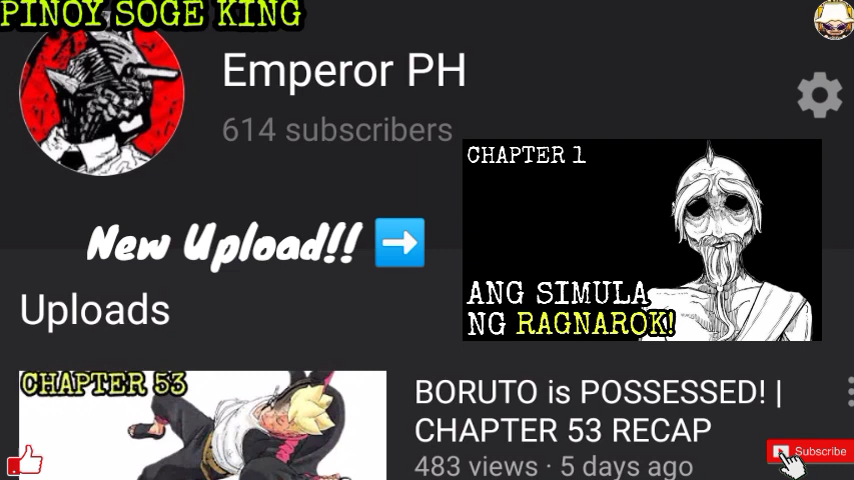 PINOY SOGE KING
Emperor PH
614 subscribers
CHAPTER 1
New Upload!!
ANG SIMULA
NG RAGNAROK!
Uploads
CHAPTER 53
BORUTO is POSSESSED! |
CHAPTER 53 RECAP
483 views · 5 days ago
Subscribe